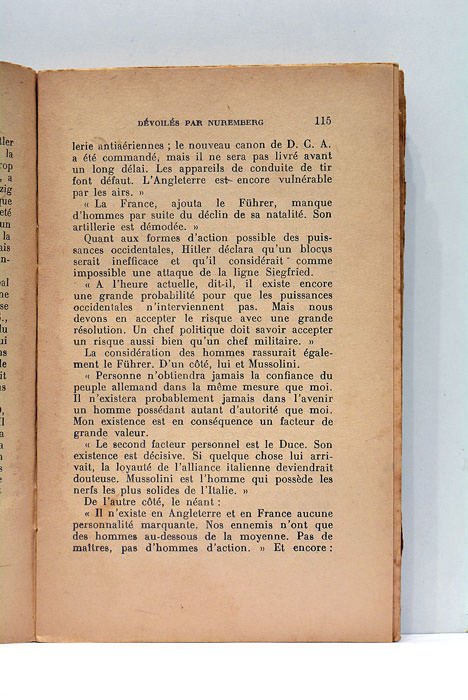 DÉVOILÉS PAR NUREMBERG 115
lerie antiaériennes ; le nouveau canon de D. C. A.
a été commandé, mais il ne sera pas livré avant
un long délai. Les appareils de conduite de tir
font défaut. L'Angleterre est encore vulnérable
par les airs. »
« La France, ajouta le Führer, manque
d'hommes par suite du déclin de sa natalité. Son
artillerie est démodée. »
Quant aux formes d'action possible des puis-
sances occidentales, Hitler déclara qu'un blocus
serait inefficace et qu'il considérait comme
impossible une attaque de la ligne Siegfried.
« A l'heure actuelle, dit-il, il existe encore
une grande probabilité pour que les puissances
occidentales n'interviennent pas. Mais nous
devons en accepter le risque avec une grande
résolution. Un chef politique doit savoir accepter
un risque aussi bien qu'un chef militaire. »
La considération des hommes rassurait égale-
ment le Führer. D'un côté, lui et Mussolini.
« Personne n'obtiendra jamais la confiance du
peuple allemand dans la même mesure que moi.
Il n'existera probablement jamais dans l'avenir
un homme possédant autant d'autorité que moi.
Mon existence est en conséquence un facteur de
grande valeur.
« Le second facteur personnel est le Duce. Son
existence est décisive. Si quelque chose lui arri-
vait, la loyauté de l'alliance italienne deviendrait
douteuse. Mussolini est l'homme qui possède les
nerfs les plus solides de l'Italie. »
De l'autre côté, le néant :
« Il n'existe en Angleterre et en France aucune
personnalité marquante. Nos ennemis n'ont que
des hommes au-dessous de la moyenne. Pas de
maîtres, pas d'hommes d'action. » Et encore :